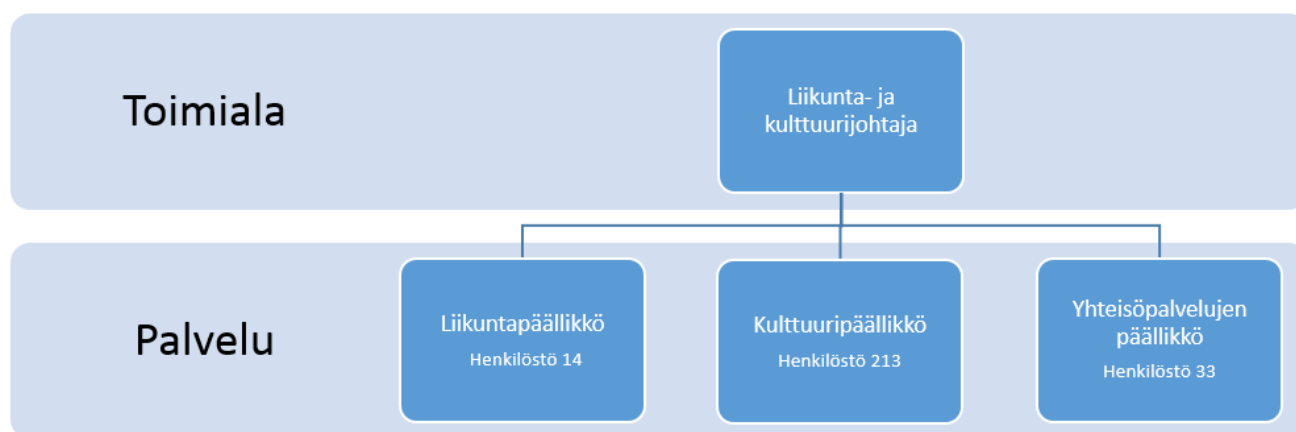 Toimiala
Liikunta- ja
kulttuurijohtaja
Palvelu
Liikuntapäällikkö
Henkilöstö 14
Kulttuuripäällikkö
Henkilöstö 213
Yhteisöpalvelujen
päällikkö
Henkilöstö 33